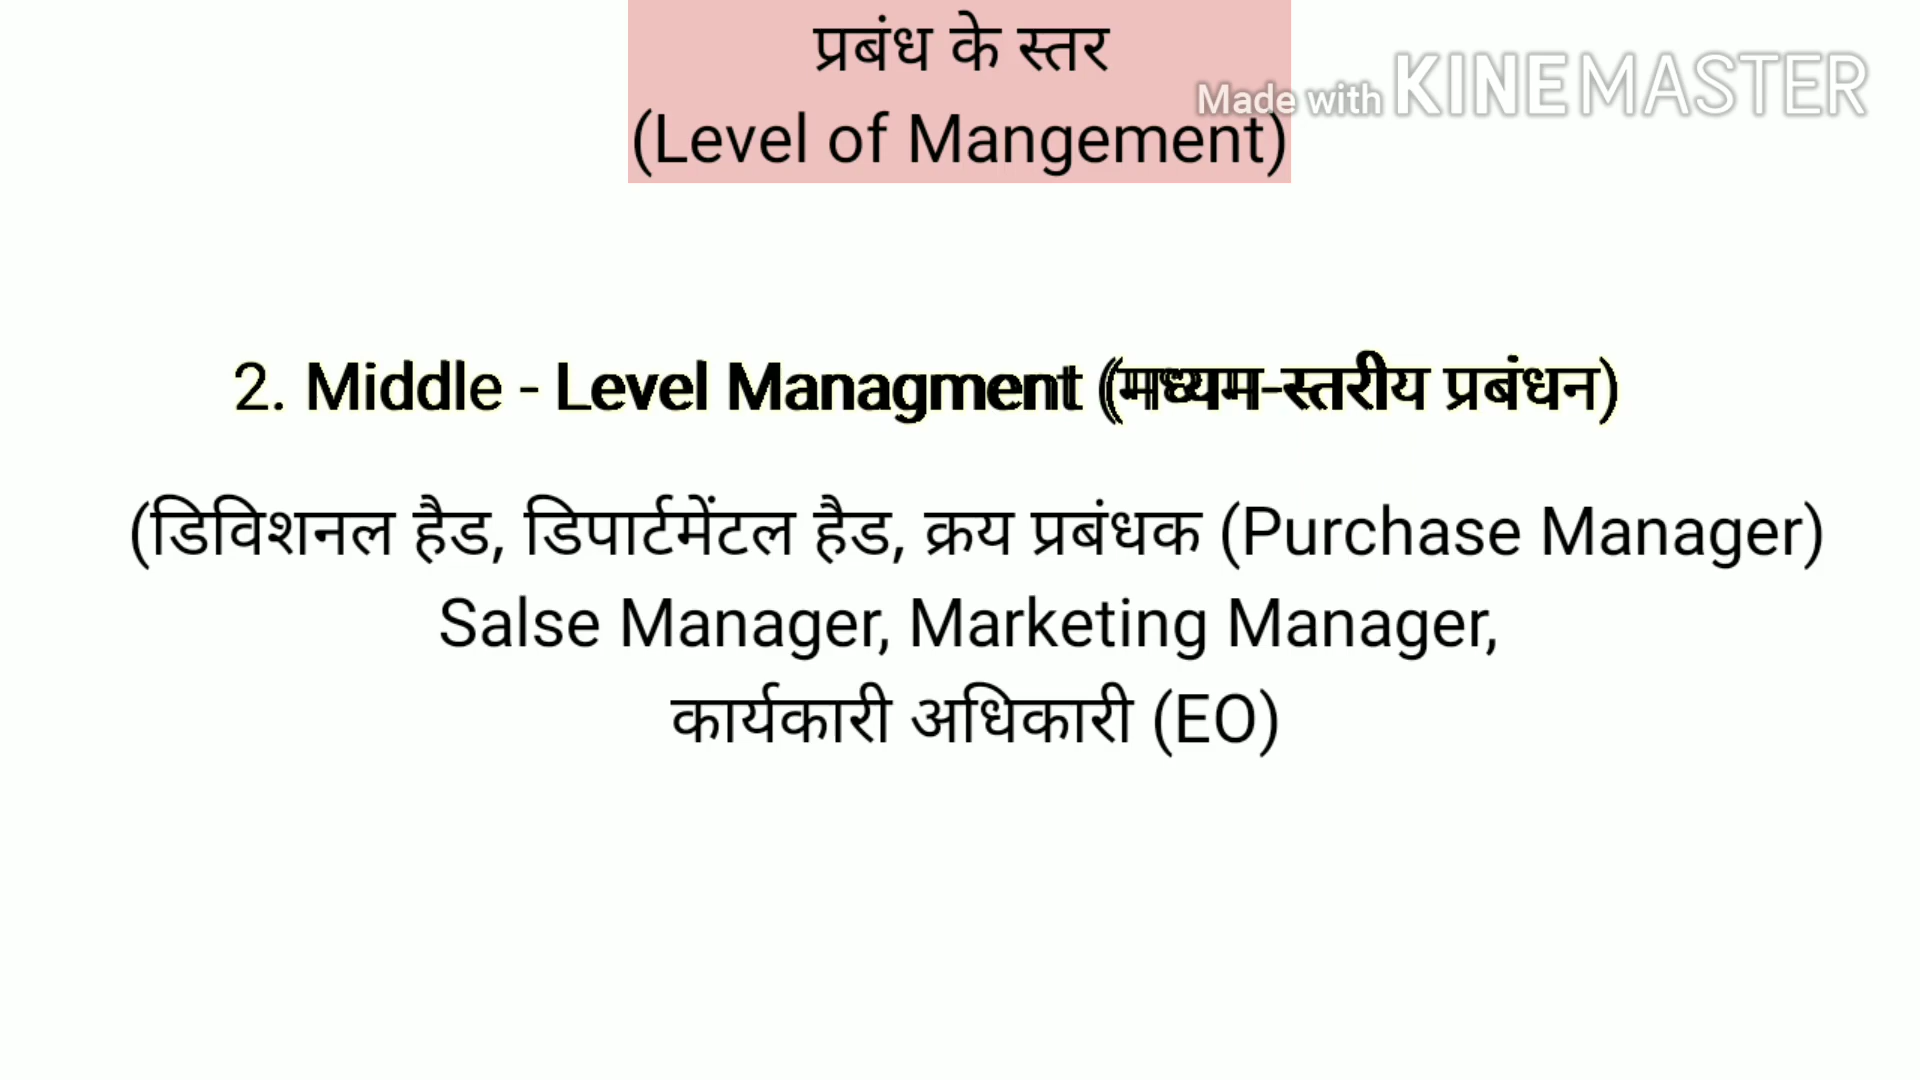 प्रबंध के स्तर
Made with KINEMASTER
(Level of Mangement)
2. Middle - Level Managment (मध्यम-स्तरीय प्रबंधन)
(डिविशनल हैड, डिपार्टमेंटल हैड, क्रय प्रबंधक (Purchase Manager)
Salse Manager, Marketing Manager,
कार्यकारी अधिकारी (EO)